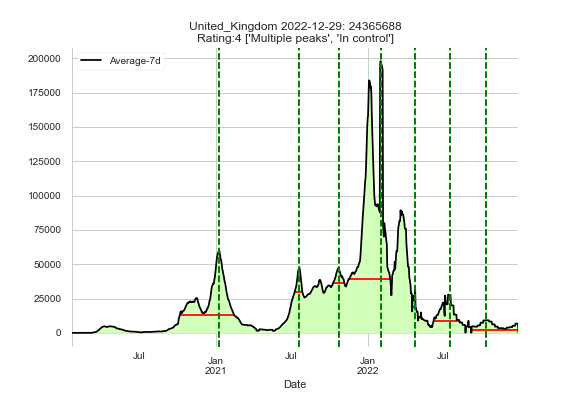 United_Kingdom 2022-12-29: 24365688
Rating:4 ['Multiple peaks', 'In control']
Average-7d
200000
175000
150000
125000
100000
75000
50000
25000
0
Jul
Jan
2021
Jul
Jan
2022
Jul
Date